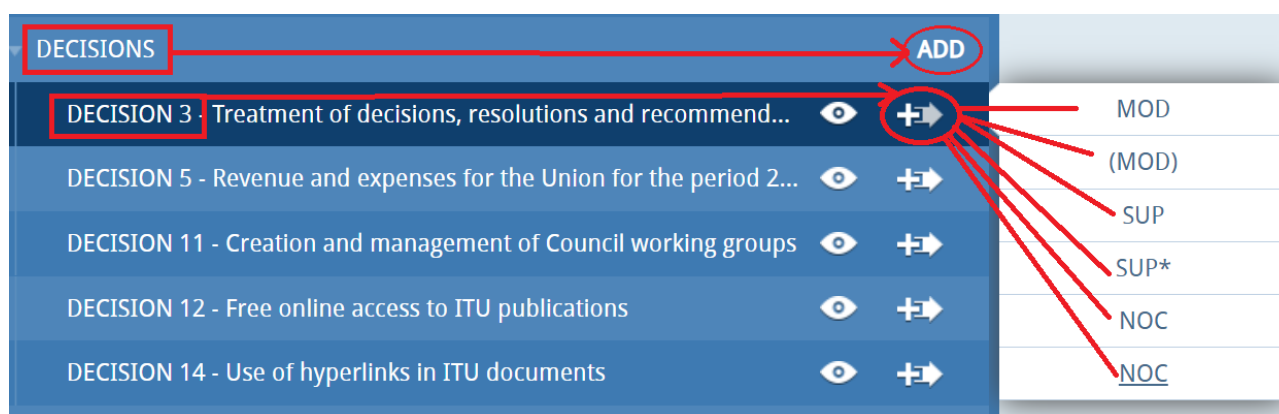 DECISIONS ADD
DECISION 3 - Treatment of decisions, resolutions and recommend...
DECISION 5 - Revenue and expenses for the Union for the period 2...
DECISION 11 - Creation and management of Council working groups
DECISION 12 - Free online access to ITU publications
DECISION 14 - Use of hyperlinks in ITU documents
MOD
(MOD)
SUP
SUP*
NOC
NOC